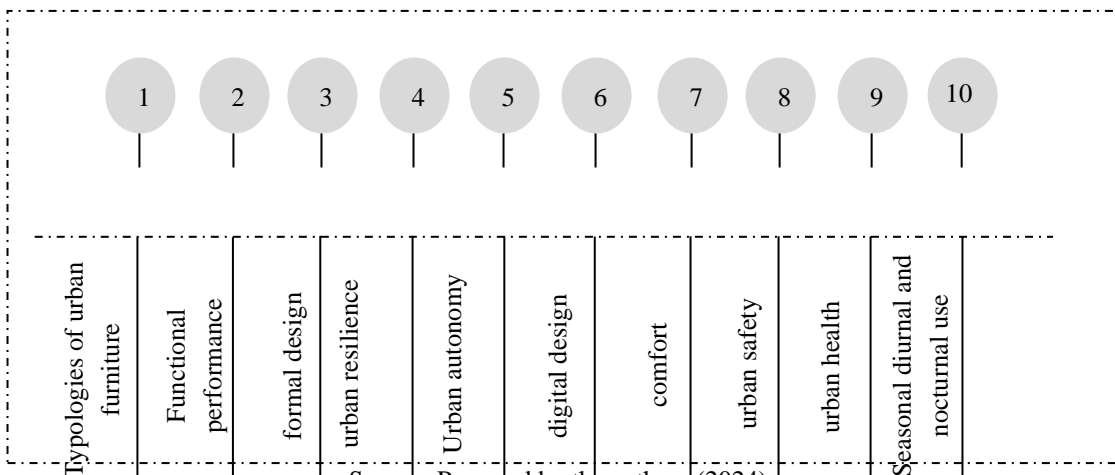 1
2
3
4
5
6
7
8
9
10
Typologies of urban
furniture
Functional
performance
formal design
urban resilience
Urban autonomy
digital design
comfort
urban safety
urban health
Seasonal diurnal and
nocturnal use
(2024)